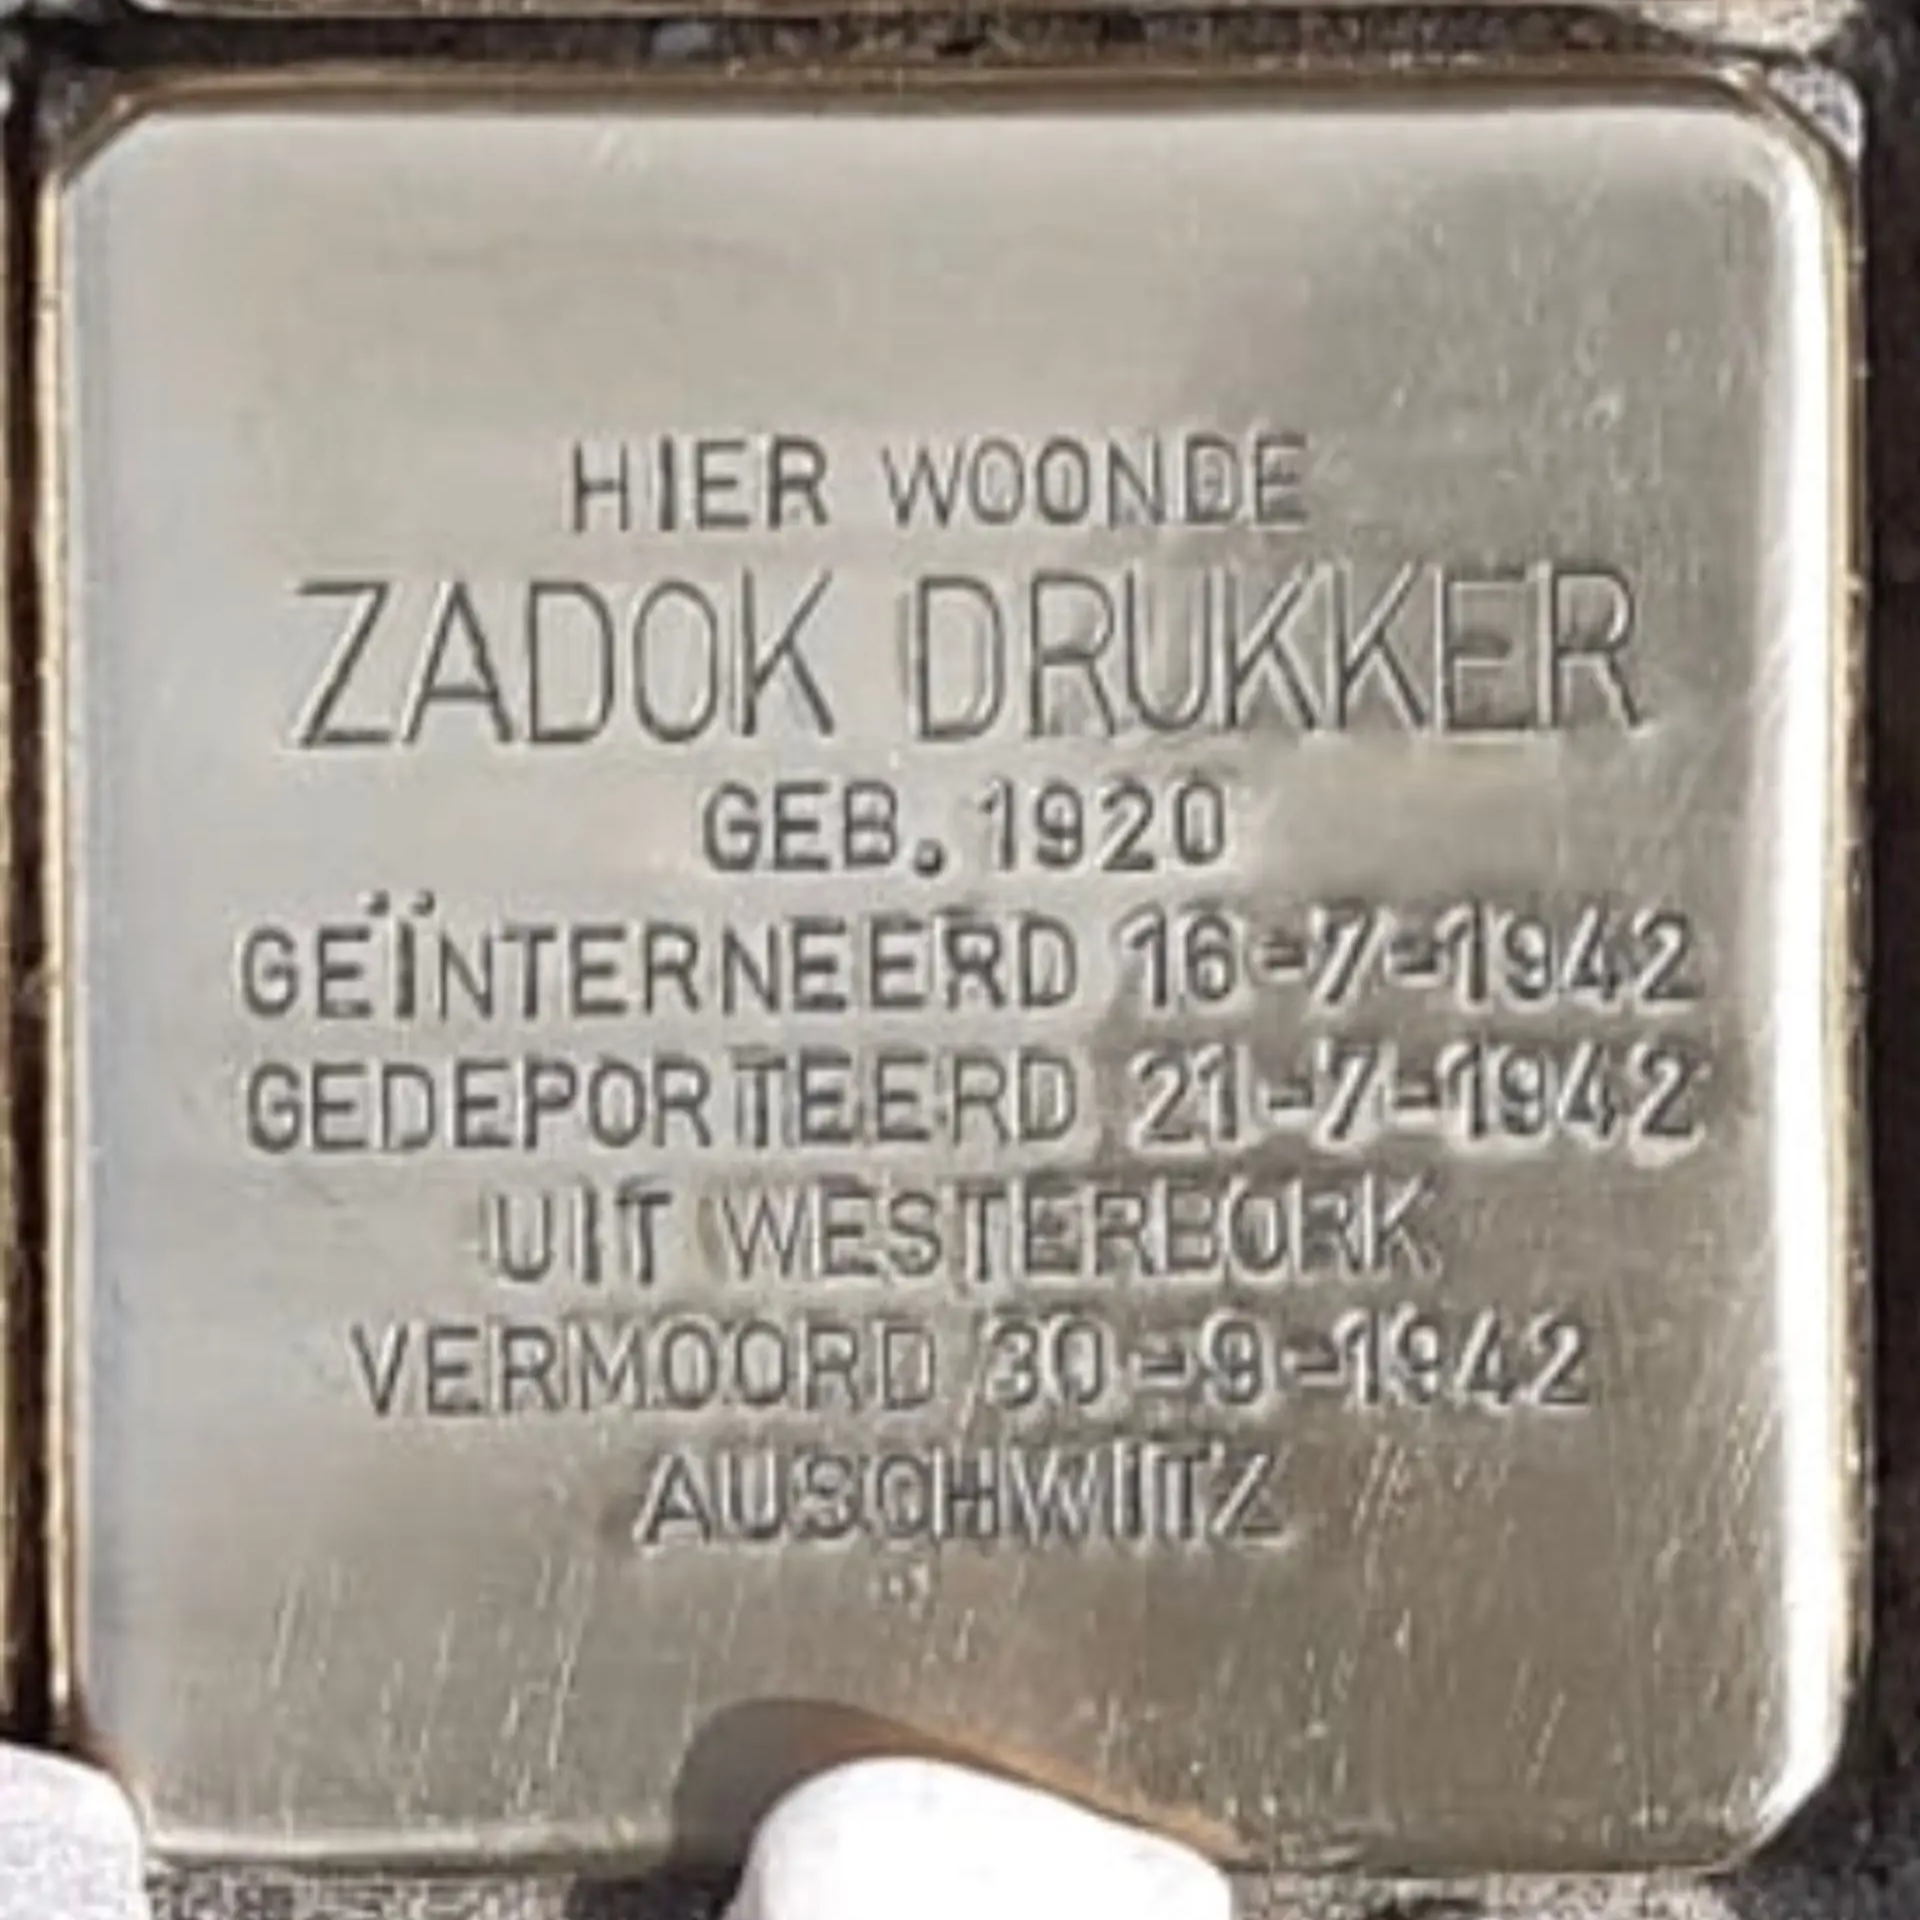 HIER WOONDE
ZADOK DRUKKER
GEB. 1920
GEÏNTERNEERD 16-7-1942
GEDEPORTEERD 21-7-1942
UIT WESTERBORK
VERMOORD 30-9-1942
AUSCHWITZ